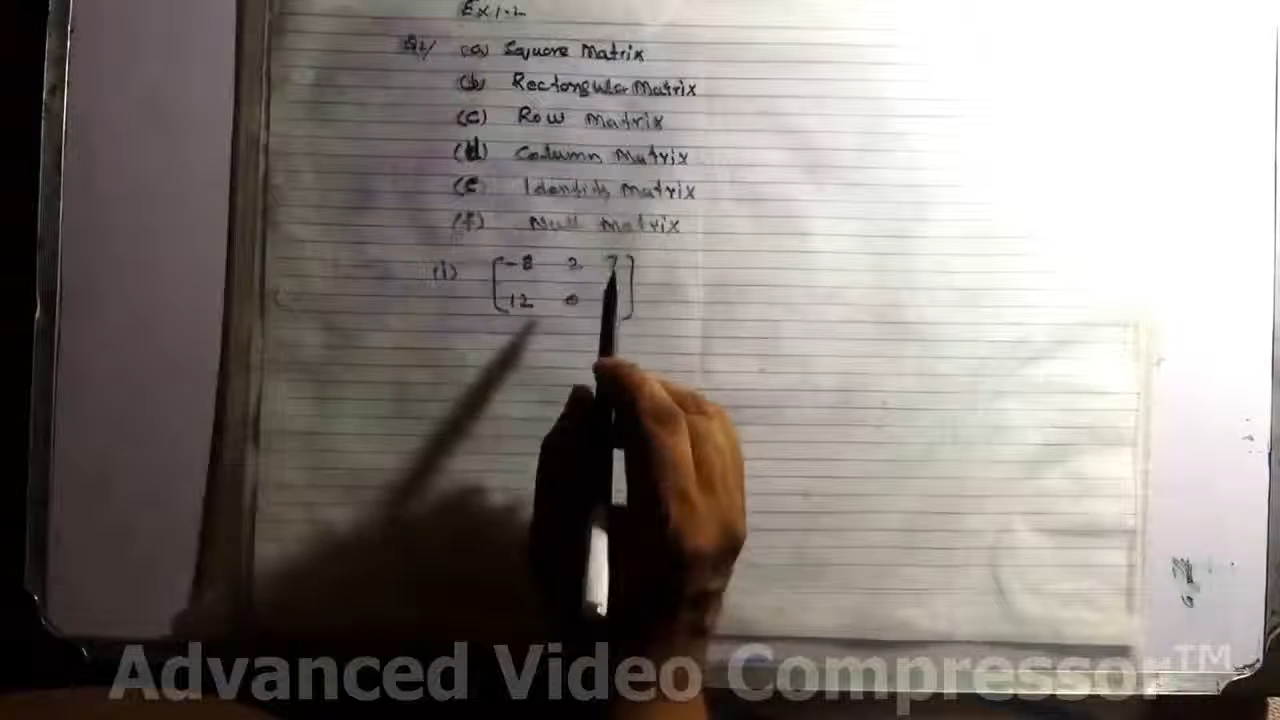 Ex 1.2
(a) Square Matrix
(b) Rectangular Matrix
(c) Row Matrix
(d) Column Matrix
(e Identity Matrix
(f) Null Matrix
(i) -8 2 7
12 0
Advanced Video Compressor™